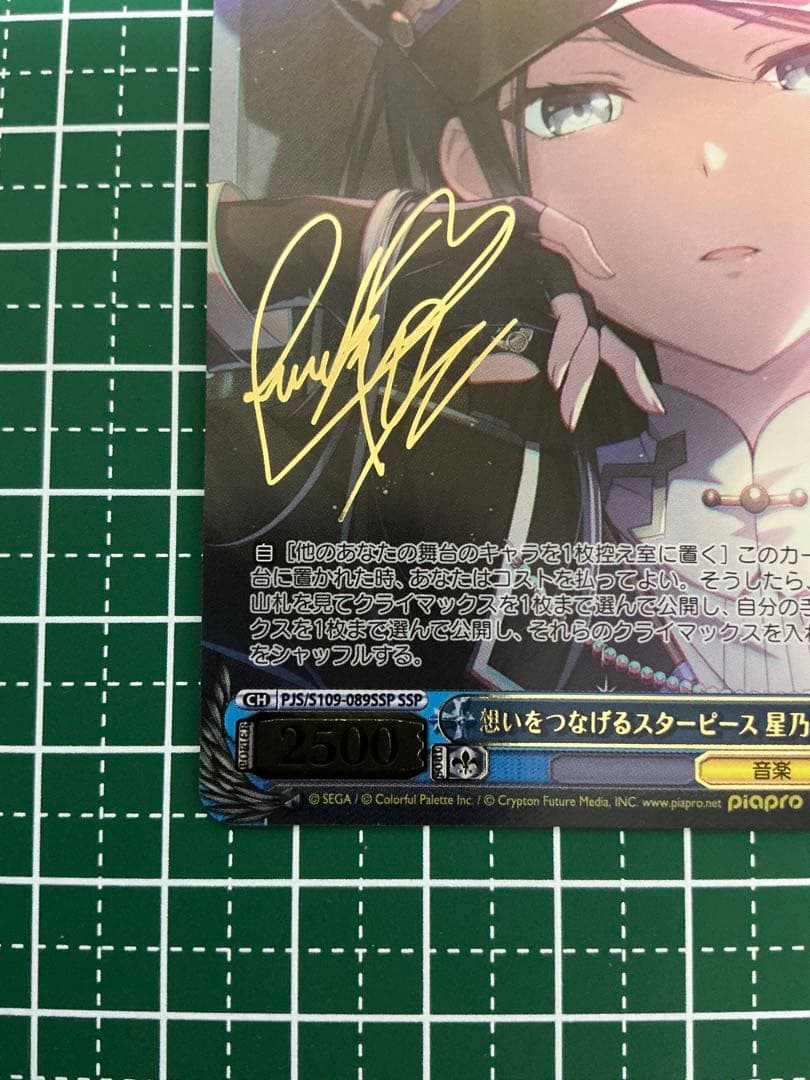 自 [他のあなたの舞台のキャラを1枚控え室に置く] このカー
台に置かれた時、あなたはコストを払ってよい。そうしたら、
山札を見てクライマックスを1枚まで選んで公開し、自分の手
クスを1枚まで選んで公開し、それらのクライマックスを入れ
をシャッフルする。
CH PJS/S109-089SSP SSP
想いをつなげるスターピース 星乃
POWER 2500 SOUL
音楽
© SEGA / © Colorful Palette Inc. / © Crypton Future Media, INC. www.piapro.net piapro